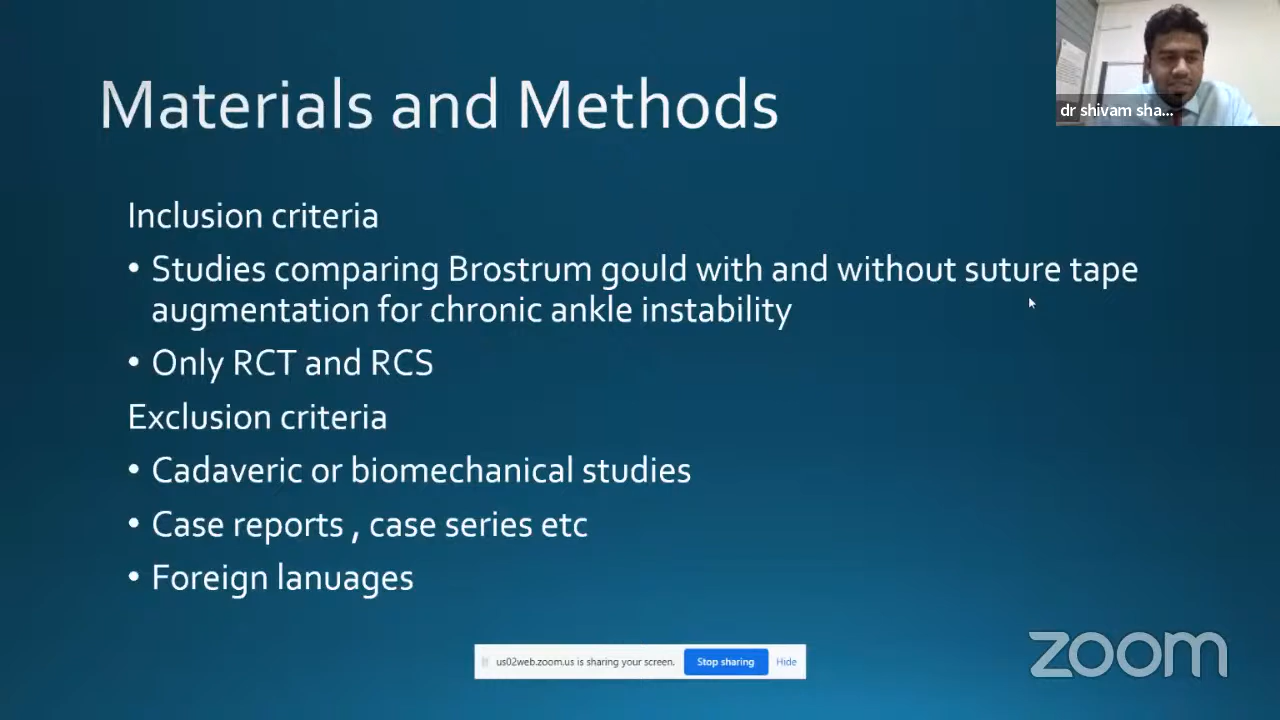 Materials and Methods
dr shivam sha...
Inclusion criteria
• Studies comparing Brostrum gould with and without suture tape
augmentation for chronic ankle instability
• Only RCT and RCS
Exclusion criteria
• Cadaveric or biomechanical studies
• Case reports , case series etc
• Foreign lanuages
us02web.zoom.us is sharing your screen. Stop sharing Hide
zoom